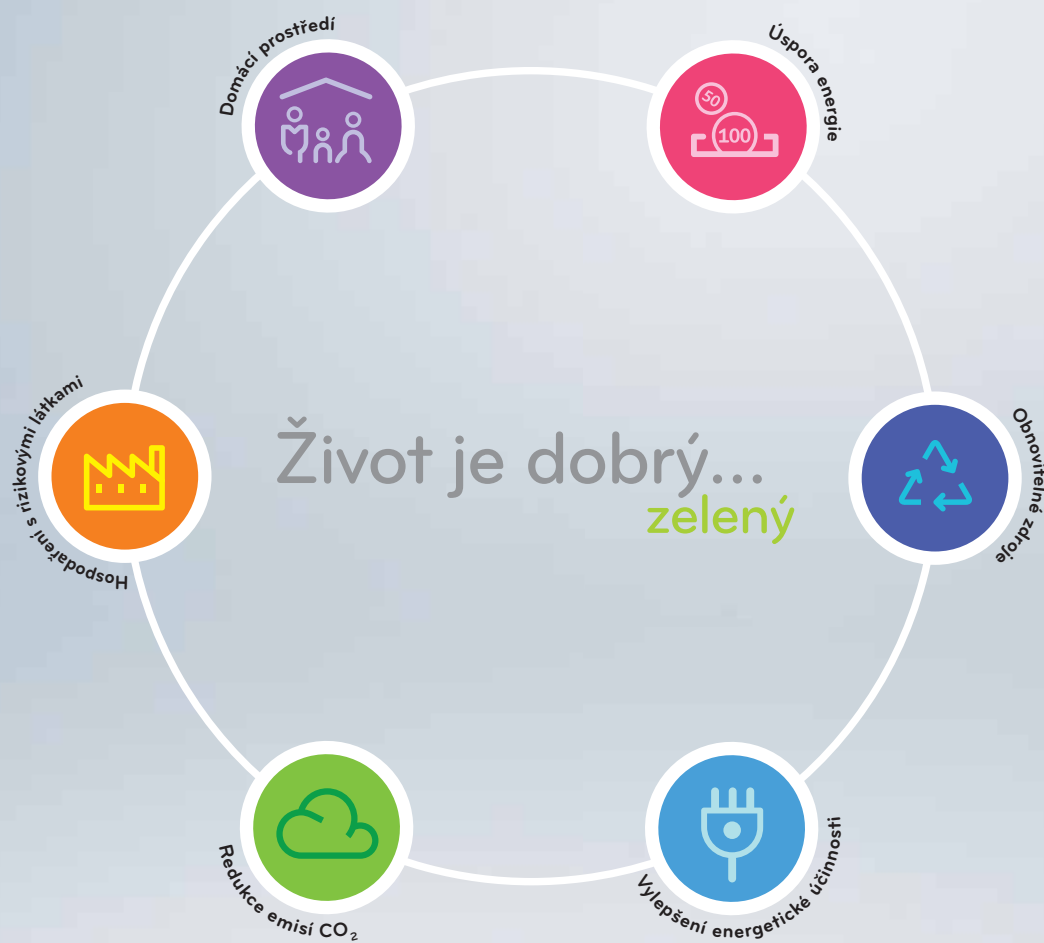 Domácí prostředí
Úspora energie
50
100
Hospodaření s rizikovými látkami
Život je dobrý...
zelený
Obnovitelné zdroje
Redukce emisí CO₂
Vylepšení energetické účinnosti